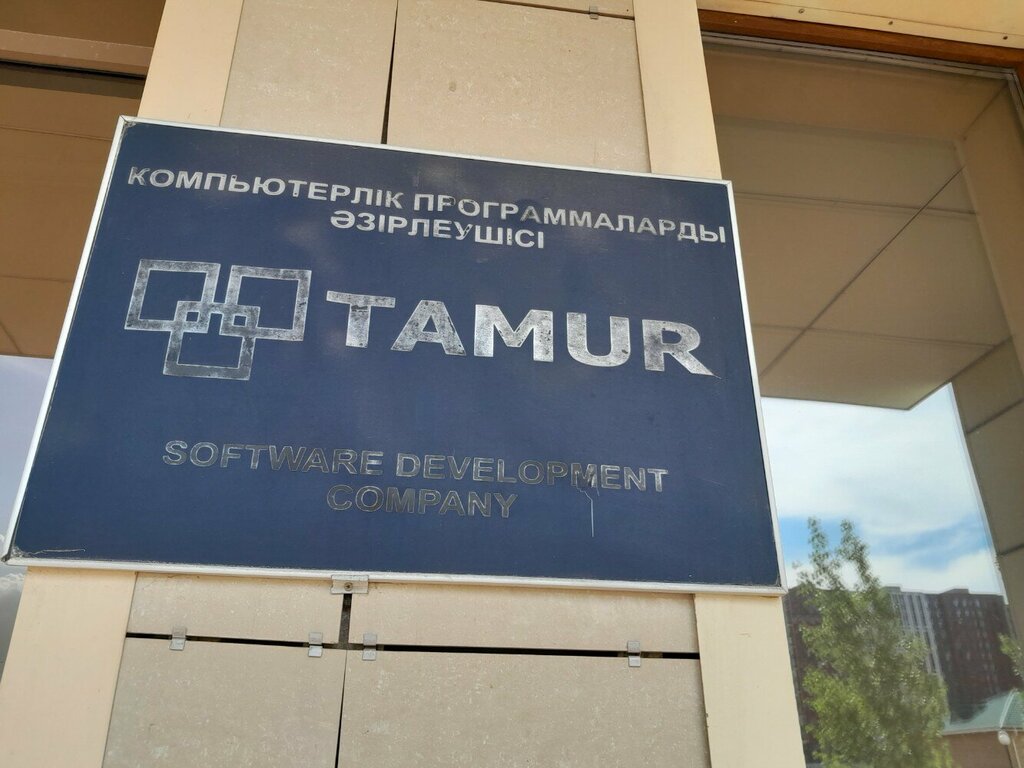 КОМПЬЮТЕРЛІК ПРОГРАММАЛАРДЫ
ӘЗІРЛЕУШІСІ
TAMUR
SOFTWARE DEVELOPMENT
COMPANY